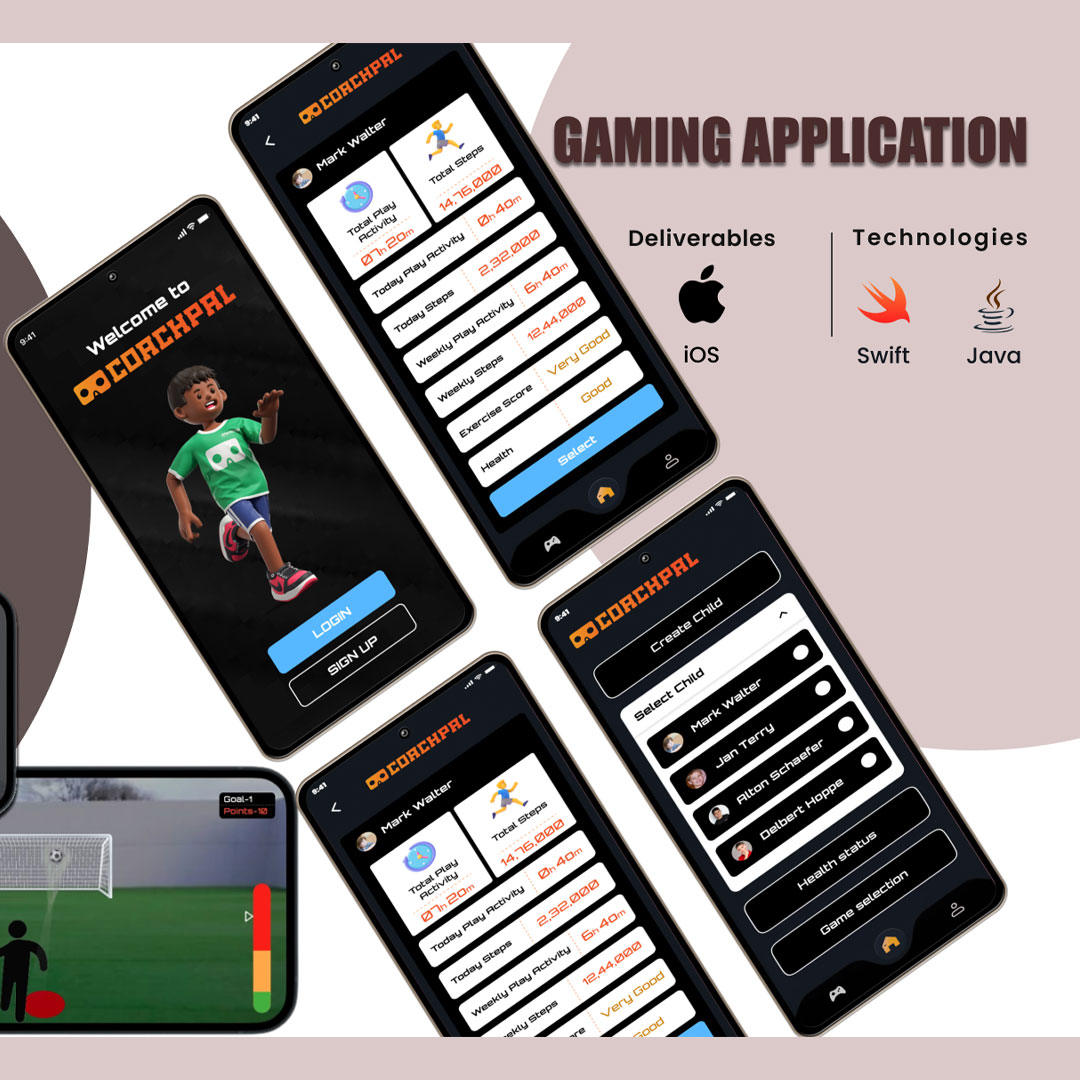 GAMING APPLICATION
Deliverables
Technologies
iOS
Swift
Java
9:41
COACHPAL
Mark Walter
Total Play
Activity
07h 20m
Total Steps
14,76,000
Today Play Activity
0h 40m
Today Steps
2,32,000
Weekly Play Activity
6h 40m
Weekly Steps
12,44,000
Exercise Score
Very Good
Health
Good
Select
9:41
Welcome to
COACHPAL
LOGIN
SIGN UP
9:41
COACHPAL
Create Child
Select Child
Mark Walter
Jan Terry
Alton Schaefer
Delbert Hoppe
Health status
Game selection
9:41
COACHPAL
Mark Walter
Total Play
Activity
07h 20m
Total Steps
14,76,000
Today Play Activity
0h 40m
Today Steps
2,32,000
Weekly Play Activity
6h 40m
ekly Steps
12,44,000
ore
Very Good
ood
Goal-1
Points-10